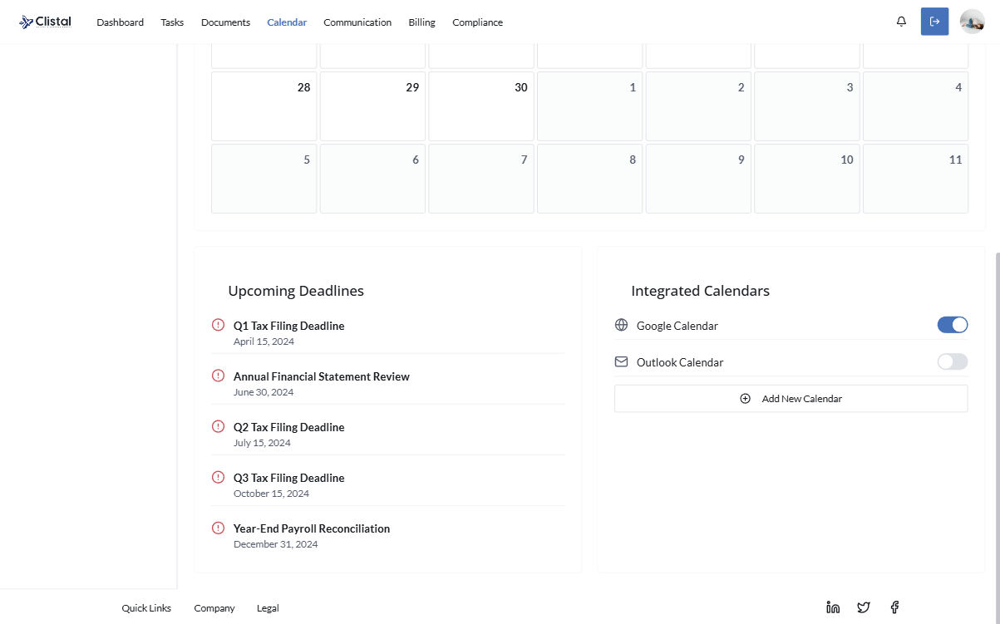 Clistal
Dashboard Tasks Documents Calendar Communication Billing Compliance
28 29 30 1 2 3 4
5 6 7 8 9 10 11
Upcoming Deadlines
Q1 Tax Filing Deadline
April 15, 2024
Annual Financial Statement Review
June 30, 2024
Q2 Tax Filing Deadline
July 15, 2024
Q3 Tax Filing Deadline
October 15, 2024
Year-End Payroll Reconciliation
December 31, 2024
Integrated Calendars
Google Calendar
Outlook Calendar
Add New Calendar
Quick Links Company Legal